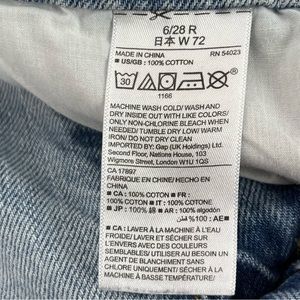 6/28 R
日本 W 72
MADE IN CHINA RN 54023
■ US/GB : 100% COTTON
30
1166
MACHINE WASH COLD/ WASH AND
DRY INSIDE OUT WITH LIKE COLORS/
ONLY NON-CHLORINE BLEACH WHEN
NEEDED/ TUMBLE DRY LOW/ WARM
IRON/ DO NOT DRY CLEAN
IMPORTED BY: Gap (UK Holdings) Ltd.
Second Floor, Nations House, 103
Wigmore Street, London W1U 1QS
CA 17897
FABRIQUE EN CHINE/ HECHO EN
CHINA
■ CA : 100% COTON ■ FR :
100% COTON ■ IT : 100% COTONE
■ JP : 100% 綿 ■ AR : 100% algodón
%100 : AE ■
■ CA : LAVER À LA MACHINE À L'EAU
FROIDE/ LAVER ET SÉCHER SUR
L'ENVERS AVEC DES COULEURS
SEMBLABLES/ UTILISER AU BESOIN UN
AGENT DE BLANCHIMENT SANS
CHLORE UNIQUEMENT/ SÉCHER À LA
MACHINE À BASSE TEMPÉRATURE/